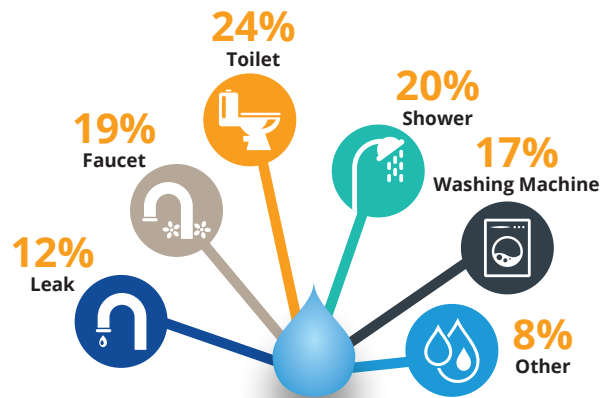 24%
Toilet
20%
Shower
19%
Faucet
17%
Washing Machine
12%
Leak
8%
Other